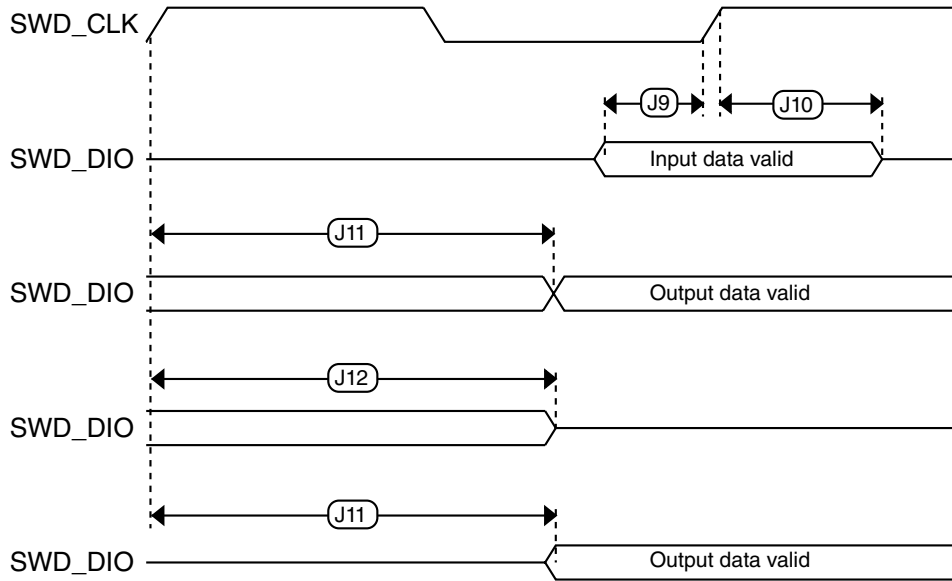 SWD_CLK
J9
J10
SWD_DIO
Input data valid
J11
SWD_DIO
Output data valid
J12
SWD_DIO
J11
SWD_DIO
Output data valid